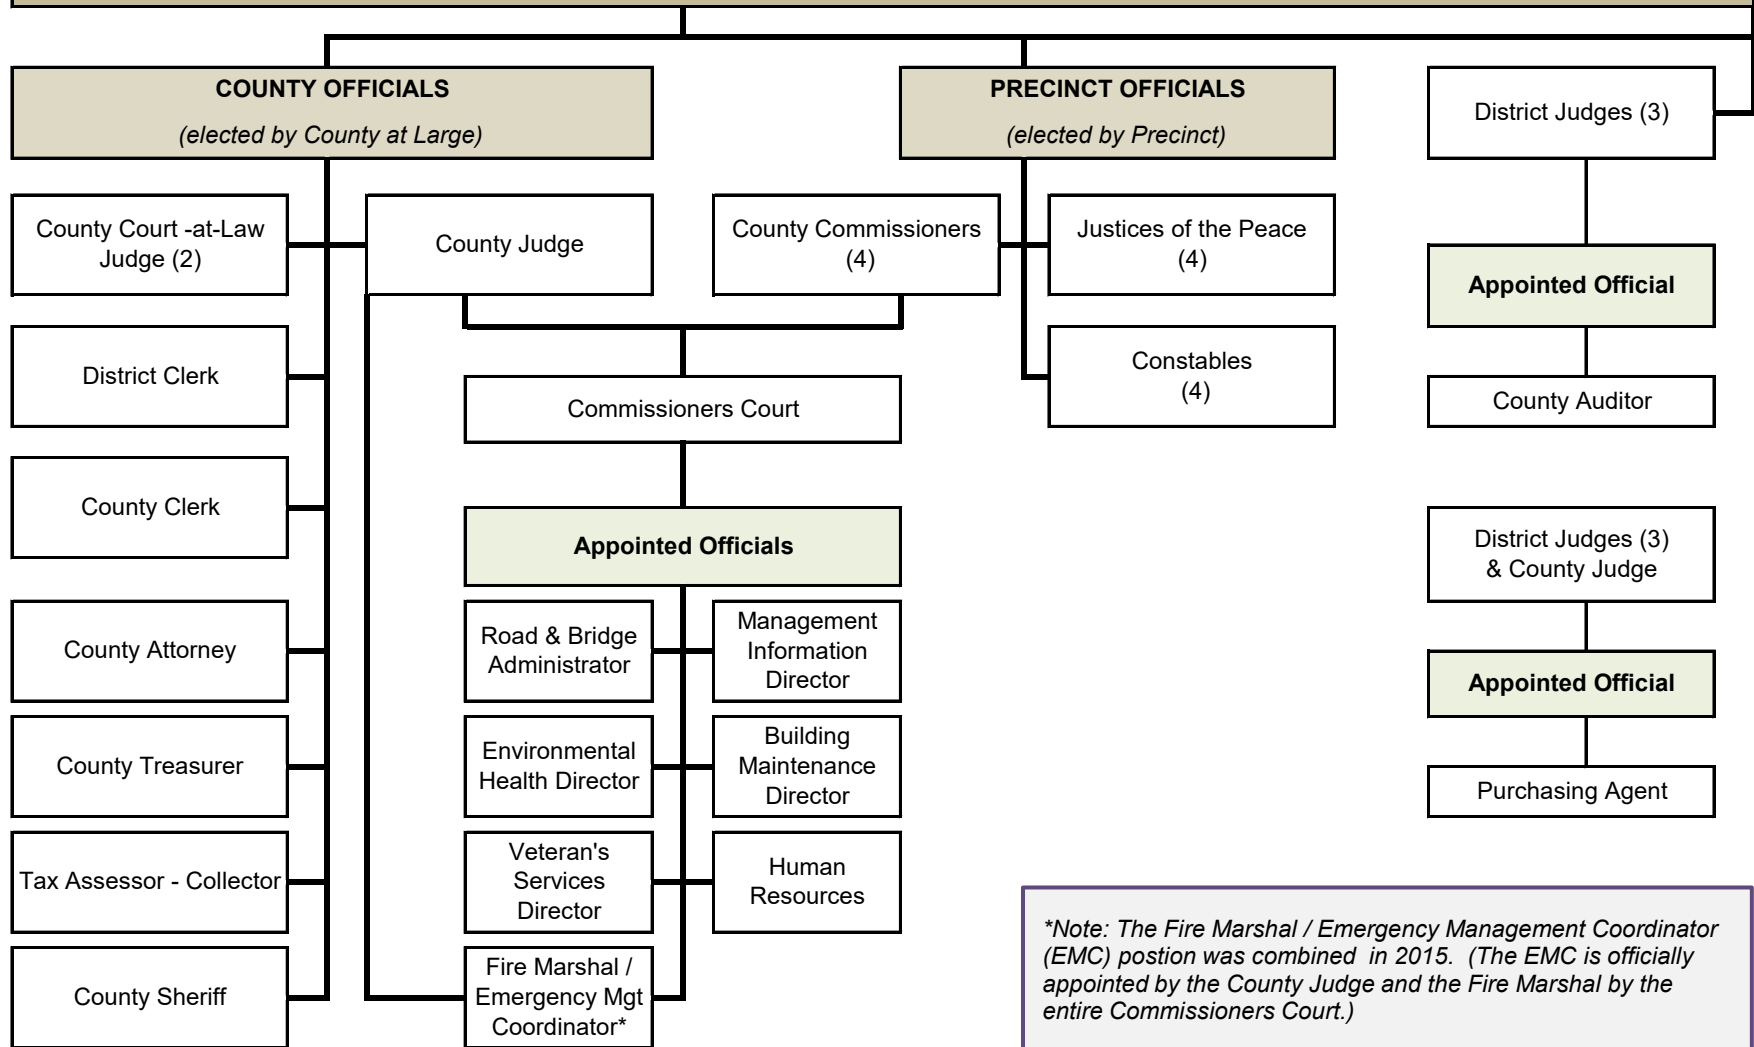 COUNTY OFFICIALS
(elected by County at Large)
PRECINCT OFFICIALS
(elected by Precinct)
District Judges (3)
County Court -at-Law
Judge (2)
County Judge
County Commissioners
(4)
Justices of the Peace
(4)
Appointed Official
District Clerk
Commissioners Court
Constables
(4)
County Auditor
County Clerk
Appointed Officials
District Judges (3)
& County Judge
County Attorney
Road & Bridge
Administrator
Management
Information
Director
Appointed Official
County Treasurer
Environmental
Health Director
Building
Maintenance
Director
Purchasing Agent
Tax Assessor - Collector
Veteran's
Services
Director
Human
Resources
County Sheriff
Fire Marshal /
Emergency Mgt
Coordinator*
*Note: The Fire Marshal / Emergency Management Coordinator
(EMC) postion was combined  in 2015.  (The EMC is officially
appointed by the County Judge and the Fire Marshal by the
entire Commissioners Court.)